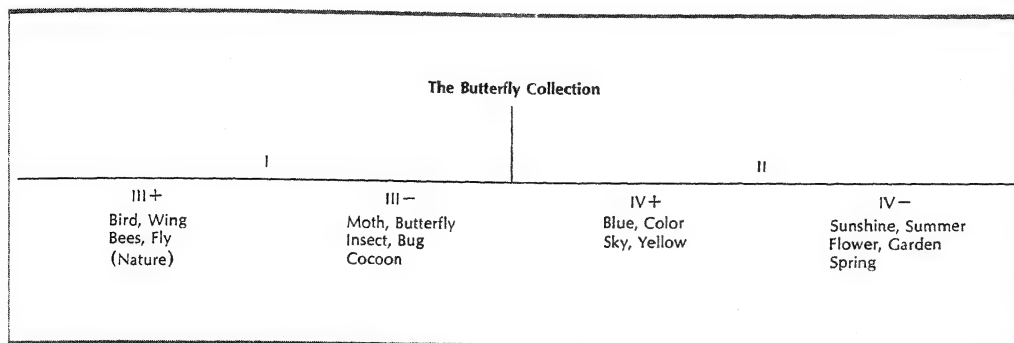 The Butterfly Collection
I
II
III+
Bird, Wing
Bees, Fly
(Nature)
III−
Moth, Butterfly
Insect, Bug
Cocoon
IV+
Blue, Color
Sky, Yellow
IV−
Sunshine, Summer
Flower, Garden
Spring